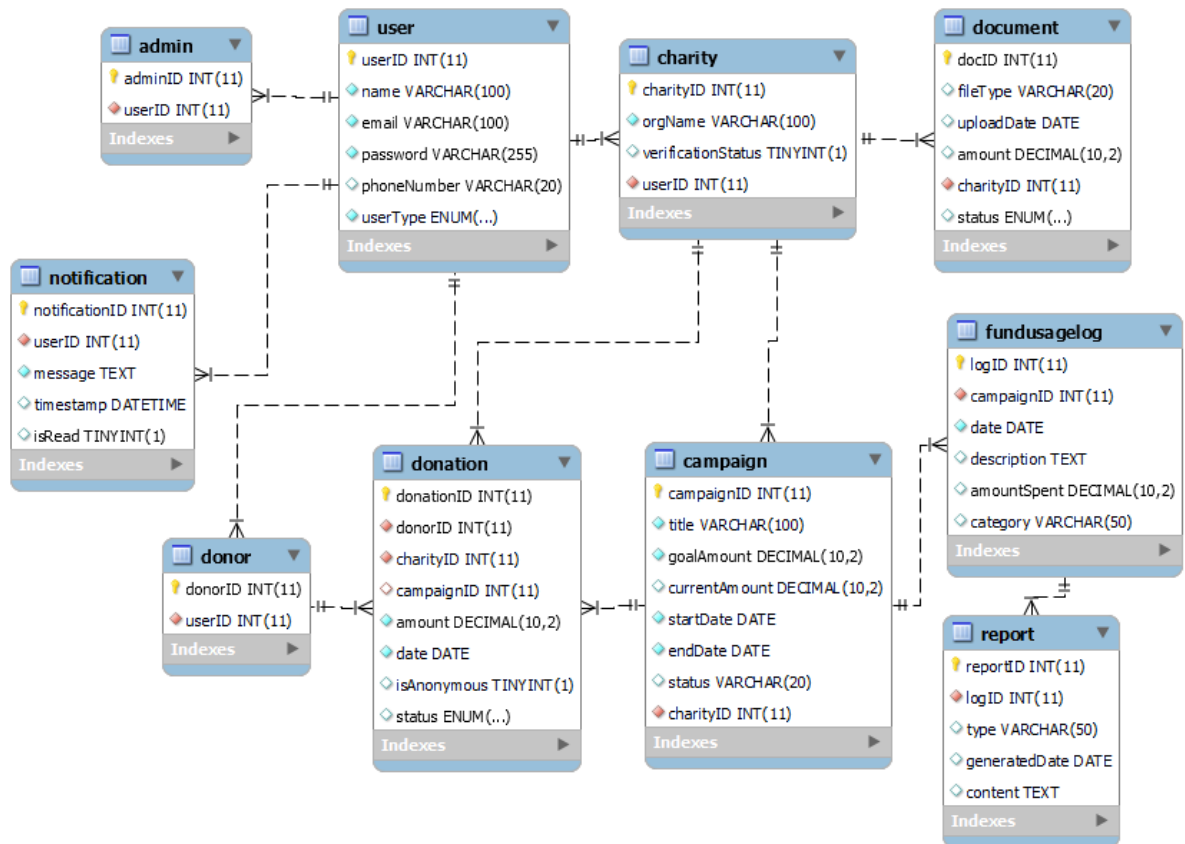 admin
adminID INT(11)
userID INT(11)
Indexes
user
userID INT(11)
name VARCHAR(100)
email VARCHAR(100)
password VARCHAR(255)
phoneNumber VARCHAR(20)
userType ENUM(...)
Indexes
charity
charityID INT(11)
orgName VARCHAR(100)
verificationStatus TINYINT(1)
userID INT(11)
Indexes
document
docID INT(11)
fileType VARCHAR(20)
uploadDate DATE
amount DECIMAL(10,2)
charityID INT(11)
status ENUM(...)
Indexes
notification
notificationID INT(11)
userID INT(11)
message TEXT
timestamp DATETIME
isRead TINYINT(1)
Indexes
donor
donorID INT(11)
userID INT(11)
Indexes
donation
donationID INT(11)
donorID INT(11)
charityID INT(11)
campaignID INT(11)
amount DECIMAL(10,2)
date DATE
isAnonymous TINYINT(1)
status ENUM(...)
Indexes
campaign
campaignID INT(11)
title VARCHAR(100)
goalAmount DECIMAL(10,2)
currentAmount DECIMAL(10,2)
startDate DATE
endDate DATE
status VARCHAR(20)
charityID INT(11)
Indexes
fundusagelog
logID INT(11)
campaignID INT(11)
date DATE
description TEXT
amountSpent DECIMAL(10,2)
category VARCHAR(50)
Indexes
report
reportID INT(11)
logID INT(11)
type VARCHAR(50)
generatedDate DATE
content TEXT
Indexes